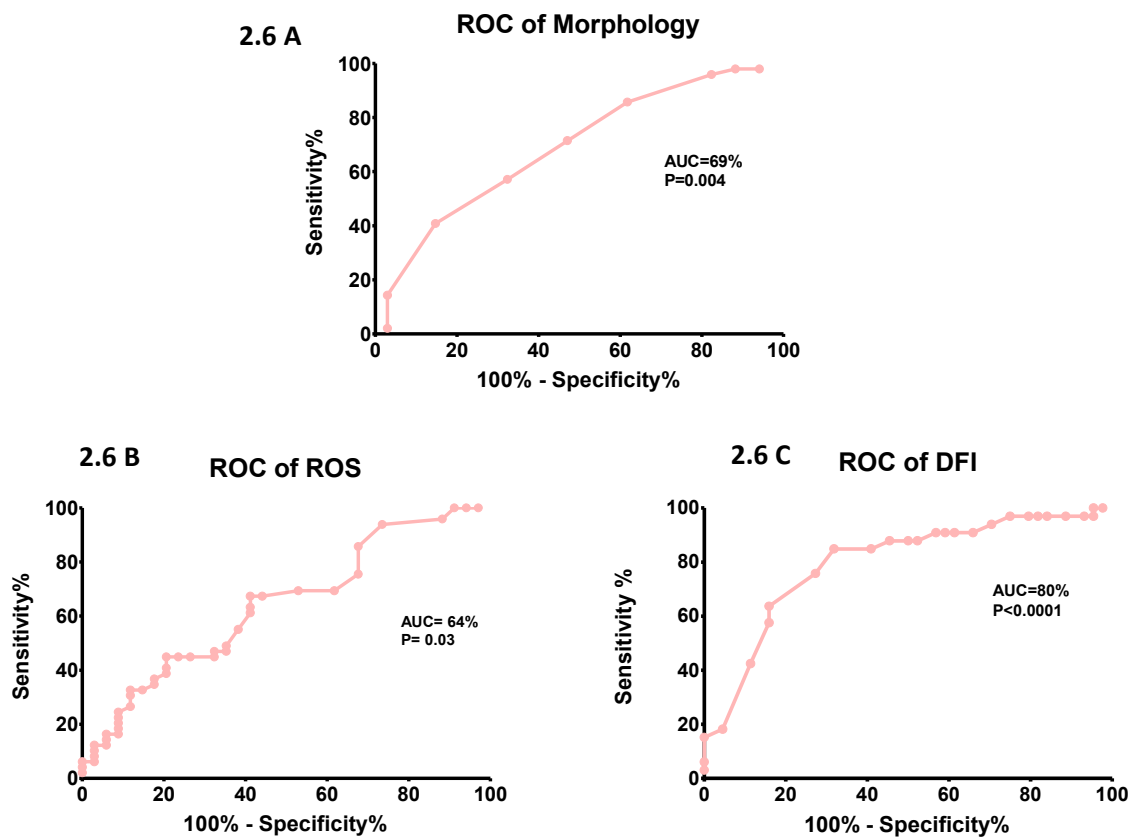 2.6 A
ROC of Morphology
100
80
60
40
20
0
Sensitivity%
AUC=69%
P=0.004
0 20 40 60 80 100
100% - Specificity%
2.6 B
ROC of ROS
100
80
60
40
20
0
Sensitivity%
AUC= 64%
P= 0.03
0 20 40 60 80 100
100% - Specificity%
2.6 C
ROC of DFI
100
80
60
40
20
0
Sensitivity %
AUC=80%
P<0.0001
0 20 40 60 80 100
100% - Specificity%